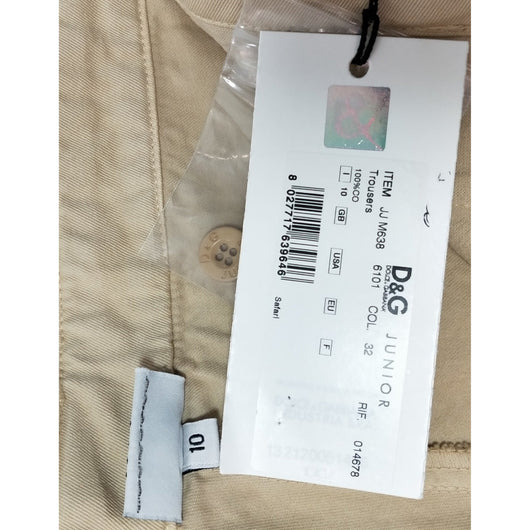 D&G JUNIOR
DOLCE & GABBANA
ITEM JJ M638 6101 COL. 32 RIF. 014678
Trousers
100%CO
I 10 GB USA EU F
8 027717 639646
Safari
10
D&G